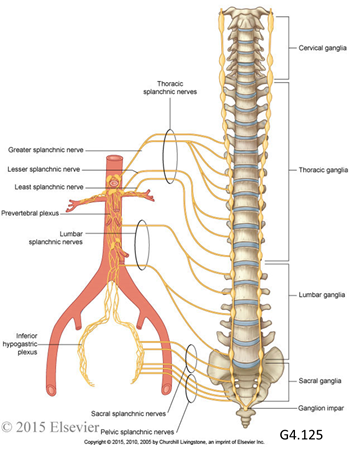 Cervical ganglia
Thoracic
splanchnic nerves
Greater splanchnic nerve
Lesser splanchnic nerve
Least splanchnic nerve
Thoracic ganglia
Prevertebral plexus
Lumbar
splanchnic nerves
Lumbar ganglia
Inferior
hypogastric
plexus
Sacral ganglia
Sacral splanchnic nerves
Ganglion impar
Pelvic splanchnic nerves
© 2015 Elsevier
G4.125
Copyright © 2015, 2010, 2005 by Churchill Livingstone, an imprint of Elsevier Inc.